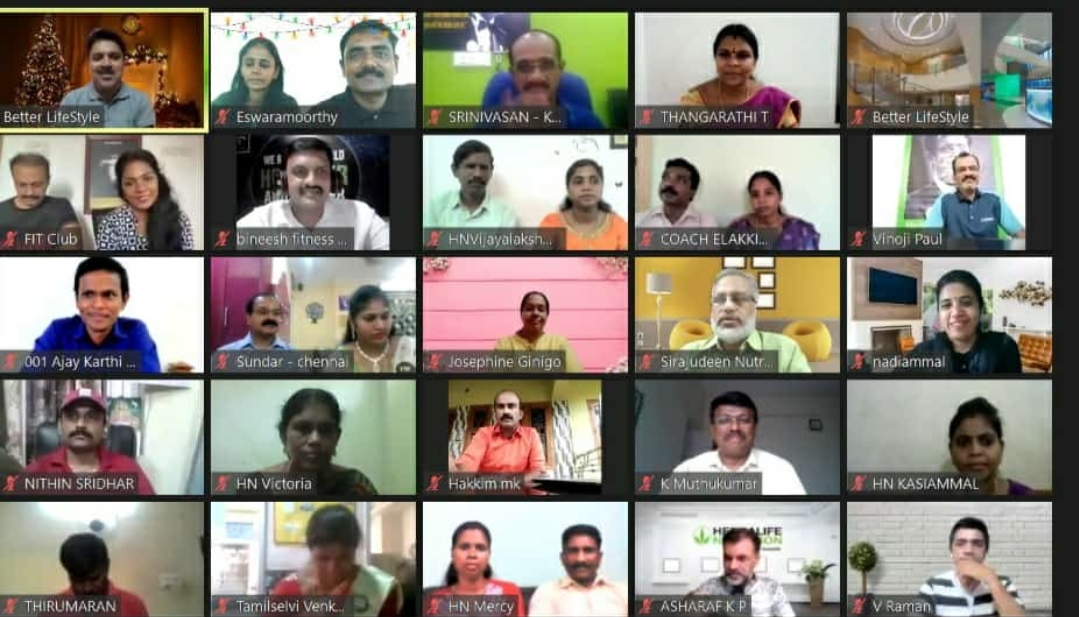 Better LifeStyle
Eswaramoorthy
SRINIVASAN - K...
THANGARATHI T
Better LifeStyle
FIT Club
bineesh fitness ...
HNVijayalaksh...
COACH ELAKKI...
Vinoji Paul
001 Ajay Karthi ...
Sundar - chennai
Josephine Ginigo
Sirajudeen Nutr...
nadiammal
NITHIN SRIDHAR
HN Victoria
Hakkim mk
K Muthukumar
HN KASIAMMAL
THIRUMARAN
Tamilselvi Venk...
HN Mercy
HERBALIFE
ASHARAF K P
V Raman